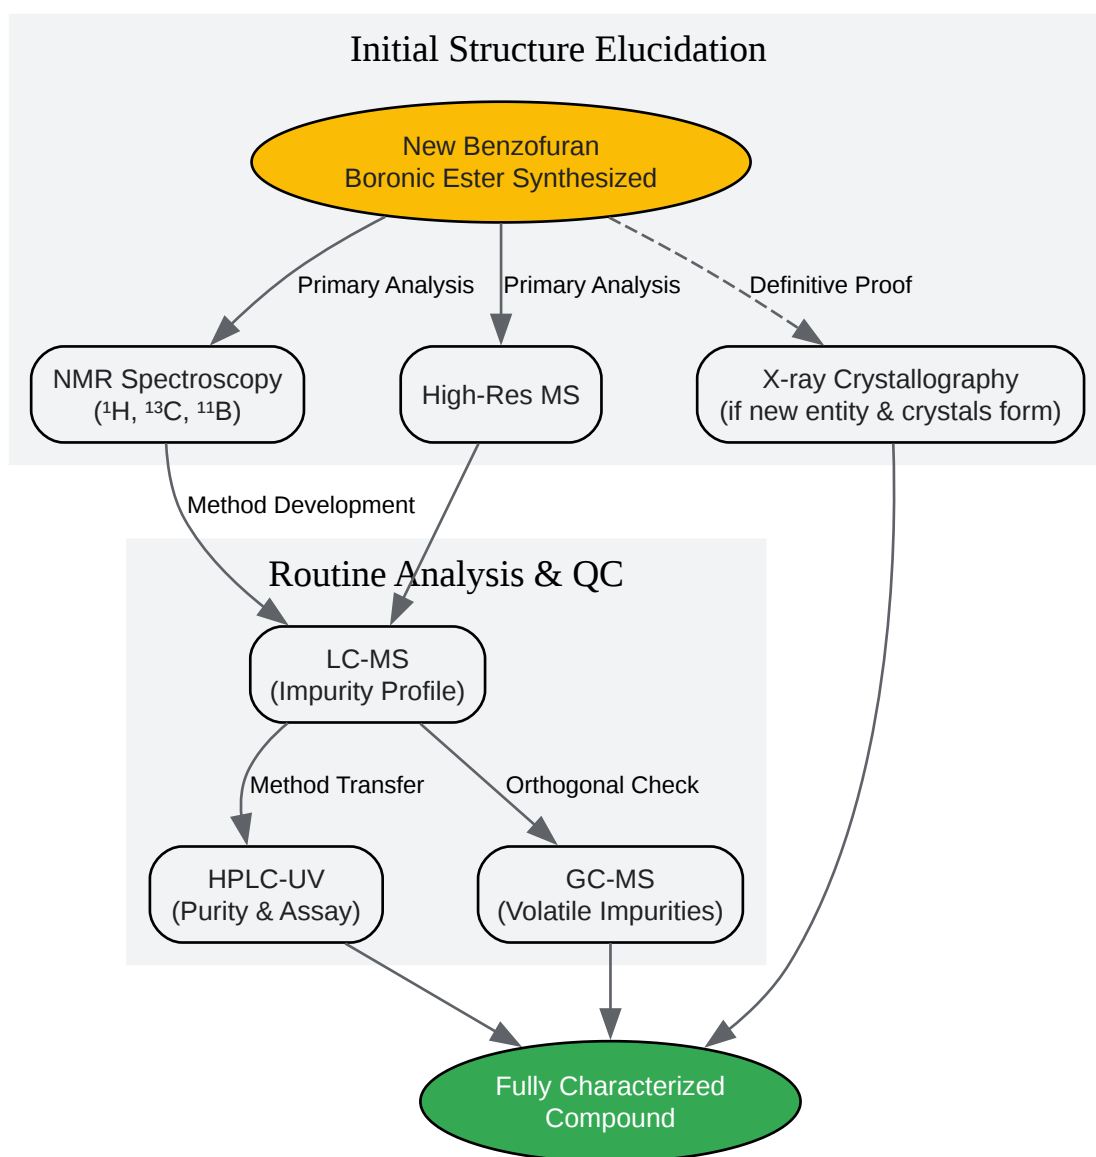 Initial Structure Elucidation
New Benzofuran
Boronic Ester Synthesized
Primary Analysis
Primary Analysis
Definitive Proof
NMR Spectroscopy
(¹H, ¹³C, ¹¹B)
High-Res MS
X-ray Crystallography
(if new entity & crystals form)
Method Development
Routine Analysis & QC
LC-MS
(Impurity Profile)
Method Transfer
Orthogonal Check
HPLC-UV
(Purity & Assay)
GC-MS
(Volatile Impurities)
Fully Characterized
Compound